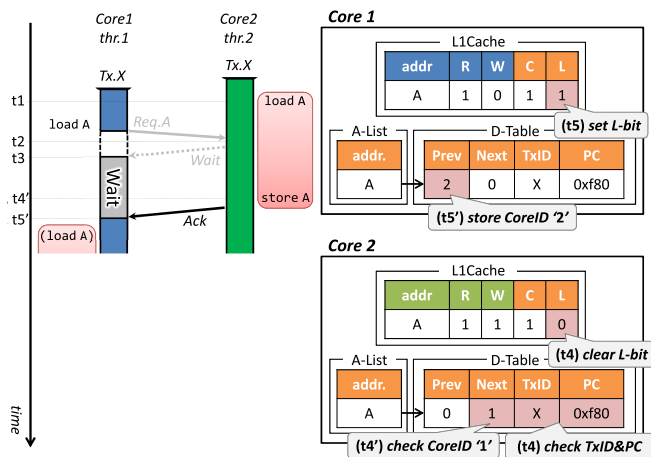 Core1
thr.1
Core2
thr.2
Tx.X
Tx.X
t1
load A
Req.A
t2
t3
Wait
Wait
load A
store A
t4'
t5'
Ack
(load A)
time
Core 1
L1Cache
addr R W C L
A 1 0 1 1
(t5) set L-bit
A-List
addr.
A
D-Table
Prev Next TxID PC
2 0 X 0xf80
(t5') store CoreID '2'
Core 2
L1Cache
addr R W C L
A 1 1 1 0
(t4) clear L-bit
A-List
addr.
A
D-Table
Prev Next TxID PC
0 1 X 0xf80
(t4') check CoreID '1'
(t4) check TxID&PC